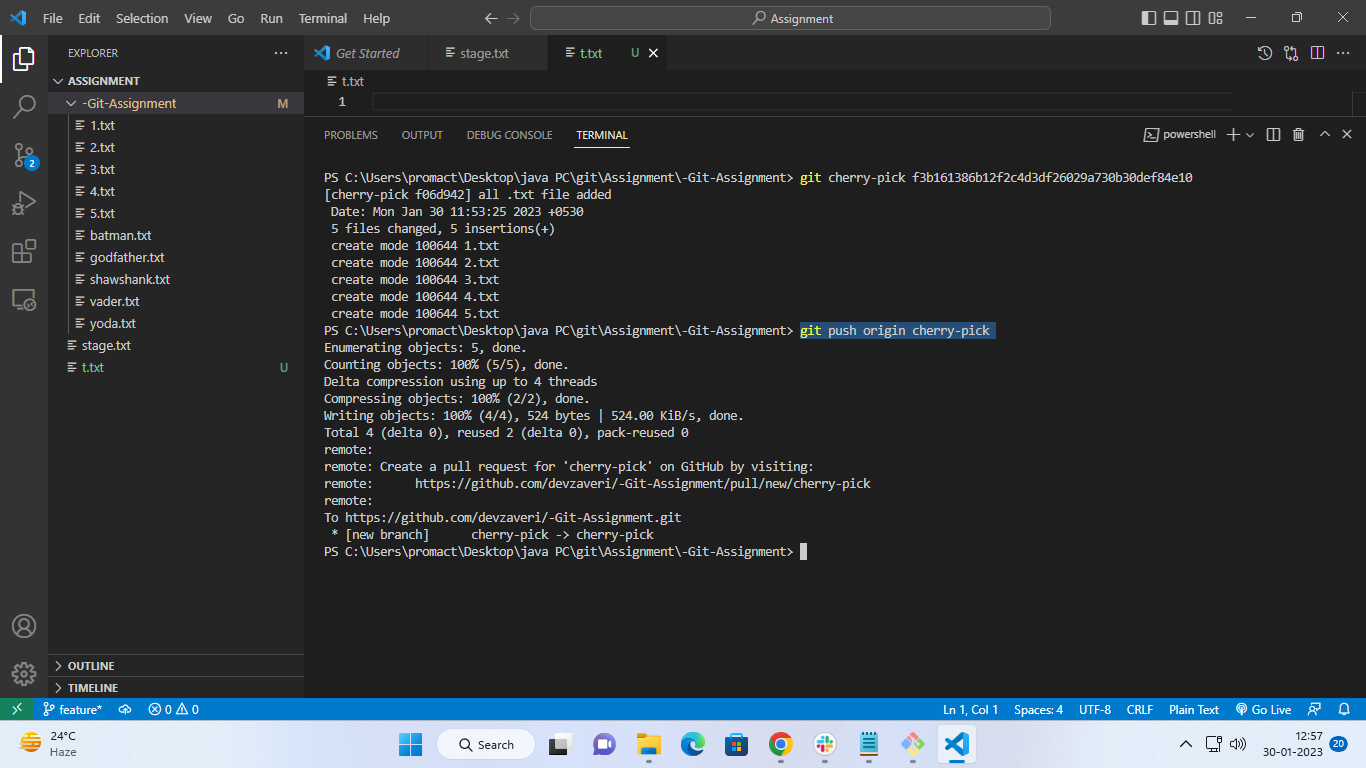 File Edit Selection View Go Run Terminal Help
Assignment
EXPLORER
ASSIGNMENT
-Git-Assignment M
1.txt
2.txt
3.txt
4.txt
5.txt
batman.txt
godfather.txt
shawshank.txt
vader.txt
yoda.txt
stage.txt
t.txt U
OUTLINE
TIMELINE
2
Get Started
stage.txt
t.txt U
t.txt
1
PROBLEMS OUTPUT DEBUG CONSOLE TERMINAL
powershell
PS C:\Users\promact\Desktop\java PC\git\Assignment\-Git-Assignment> git cherry-pick f3b161386b12f2c4d3df26029a730b30def84e10
[cherry-pick f06d942] all .txt file added
Date: Mon Jan 30 11:53:25 2023 +0530
5 files changed, 5 insertions(+)
create mode 100644 1.txt
create mode 100644 2.txt
create mode 100644 3.txt
create mode 100644 4.txt
create mode 100644 5.txt
PS C:\Users\promact\Desktop\java PC\git\Assignment\-Git-Assignment> git push origin cherry-pick
Enumerating objects: 5, done.
Counting objects: 100% (5/5), done.
Delta compression using up to 4 threads
Compressing objects: 100% (2/2), done.
Writing objects: 100% (4/4), 524 bytes | 524.00 KiB/s, done.
Total 4 (delta 0), reused 2 (delta 0), pack-reused 0
remote:
remote: Create a pull request for 'cherry-pick' on GitHub by visiting:
remote:      https://github.com/devzaveri/-Git-Assignment/pull/new/cherry-pick
remote:
To https://github.com/devzaveri/-Git-Assignment.git
* [new branch]      cherry-pick -> cherry-pick
PS C:\Users\promact\Desktop\java PC\git\Assignment\-Git-Assignment>
feature* 0 0 Ln 1, Col 1 Spaces: 4 UTF-8 CRLF Plain Text Go Live
24°C
Haze
Search
12:57
30-01-2023
20